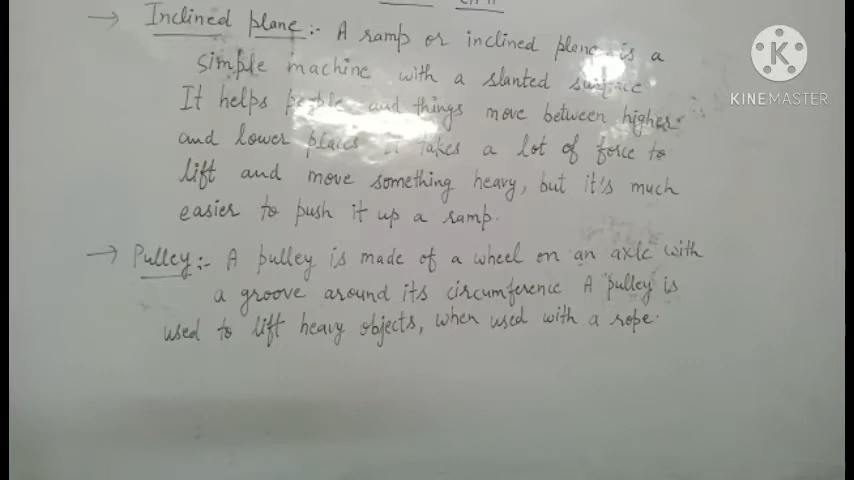 → Inclined plane :- A ramp or inclined plane is a
simple machine with a slanted surface
It helps people and things move between higher
and lower places It takes a lot of force to
lift and move something heavy, but it's much
easier to push it up a ramp.
→ Pulley :- A pulley is made of a wheel on an axle with
a groove around its circumference A pulley is
used to lift heavy objects, when used with a rope.
KINEMASTER